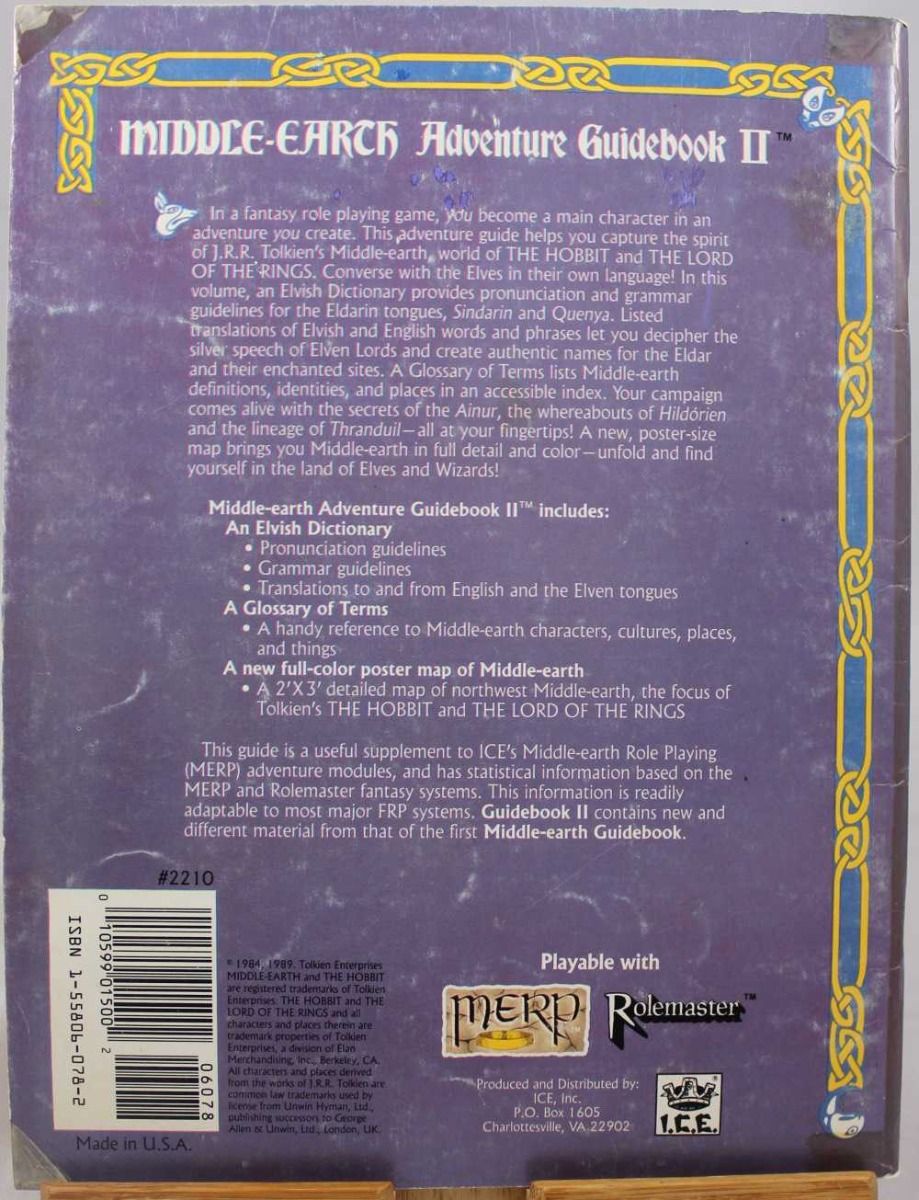 MIDDLE-EARTH Adventure Guidebook II™
In a fantasy role playing game, you become a main character in an
adventure you create. This adventure guide helps you capture the spirit
of J.R.R. Tolkien's Middle-earth, world of THE HOBBIT and THE LORD
OF THE RINGS. Converse with the Elves in their own language! In this
volume, an Elvish Dictionary provides pronunciation and grammar
guidelines for the Eldarin tongues, Sindarin and Quenya. Listed
translations of Elvish and English words and phrases let you decipher the
silver speech of Elven Lords and create authentic names for the Eldar
and their enchanted sites. A Glossary of Terms lists Middle-earth
definitions, identities, and places in an accessible index. Your campaign
comes alive with the secrets of the Ainur, the whereabouts of Hildórien
and the lineage of Thranduil—all at your fingertips! A new, poster-size
map brings you Middle-earth in full detail and color—unfold and find
yourself in the land of Elves and Wizards!
Middle-earth Adventure Guidebook II™ includes:
An Elvish Dictionary
• Pronunciation guidelines
• Grammar guidelines
• Translations to and from English and the Elven tongues
A Glossary of Terms
• A handy reference to Middle-earth characters, cultures, places,
and things
A new full-color poster map of Middle-earth
• A 2'X3' detailed map of northwest Middle-earth, the focus of
Tolkien's THE HOBBIT and THE LORD OF THE RINGS
This guide is a useful supplement to ICE's Middle-earth Role Playing
(MERP) adventure modules, and has statistical information based on the
MERP and Rolemaster fantasy systems. This information is readily
adaptable to most major FRP systems. Guidebook II contains new and
different material from that of the first Middle-earth Guidebook.
#2210
ISBN 1-55806-078-2
0 10599 01500 2
06078
Made in U.S.A.
© 1984, 1989. Tolkien Enterprises
MIDDLE-EARTH and THE HOBBIT
are registered trademarks of Tolkien
Enterprises. THE HOBBIT and THE
LORD OF THE RINGS and all
characters and places therein are
trademark properties of Tolkien
Enterprises, a division of Elan
Merchandising, Inc., Berkeley, CA.
All characters and places derived
from the works of J.R.R. Tolkien are
common law trademarks used by
license from Unwin Hyman, Ltd.,
publishing successors to George
Allen & Unwin, Ltd., London, UK.
Playable with
MERP™ Rolemaster™
Produced and Distributed by:
ICE, Inc.
P.O. Box 1605
Charlottesville, VA 22902
I.C.E.®